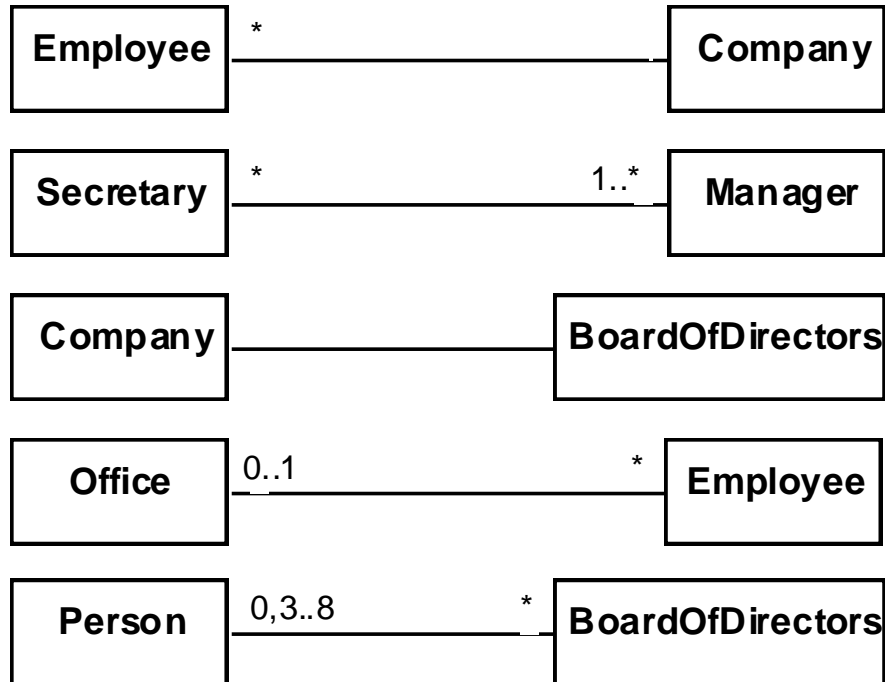 Employee * Company
Secretary * 1..* Manager
Company BoardOfDirectors
Office 0..1 * Employee
Person 0,3..8 * BoardOfDirectors